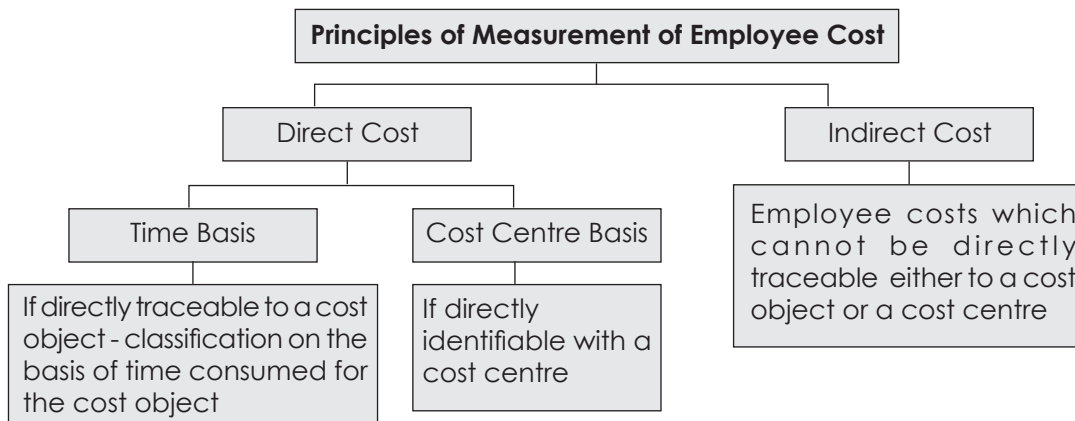 Principles of Measurement of Employee Cost
Direct Cost
Indirect Cost
Time Basis
Cost Centre Basis
If directly traceable to a cost
object - classification on the
basis of time consumed for
the cost object
If directly
identifiable with a
cost centre
Employee costs which
cannot be directly
traceable either to a cost
object or a cost centre